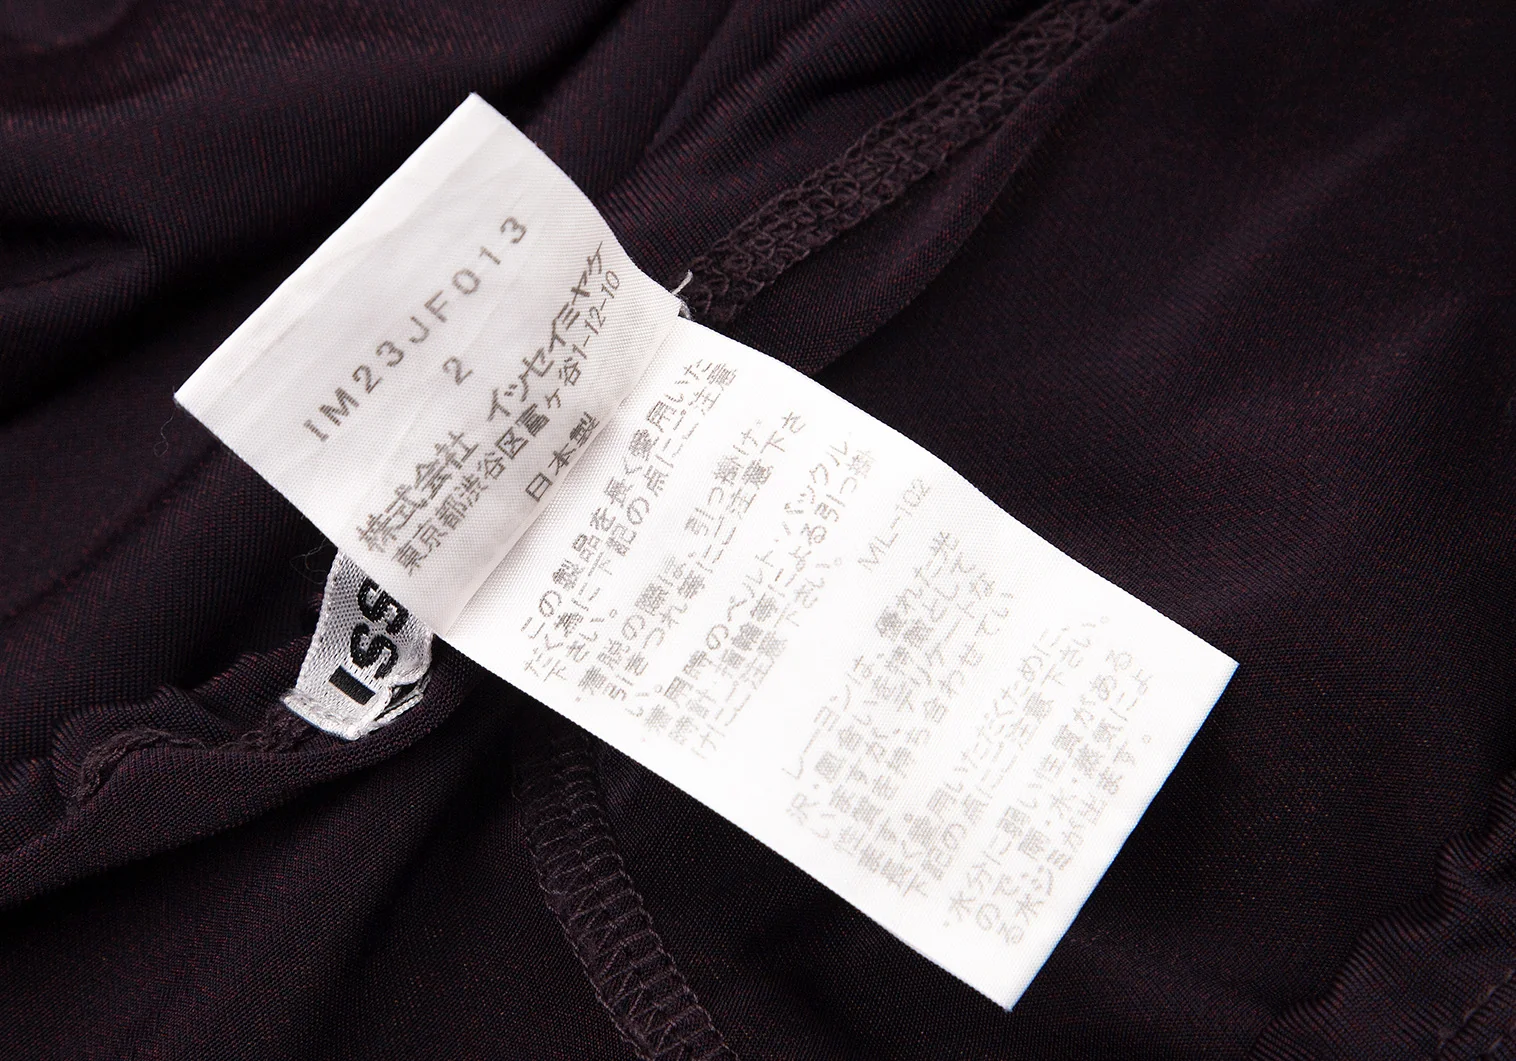 IM23JF013
2
株式会社 イッセイミヤケ
東京都渋谷区富ヶ谷1-12-10
日本製
この製品を長く愛用いた
だく為に下記の点にご注意
下さい。
・着脱の際は、引っ掛け、
引きつれ等にご注意下さ
い。
・着用時のベルト・バックル
時計・指輪等による引っ掛
けにご注意下さい。
ML-102
レーヨンは、優れた光
沢・風合いを特徴として
いますが、デリケートな
性質を持ち合わせてい
ます。
長く愛用いただくために、
下記の点にご注意下さい。
・水分に弱い性質がある
ので、雨・水・蒸気によ
る水ジミが出ます。
ISS